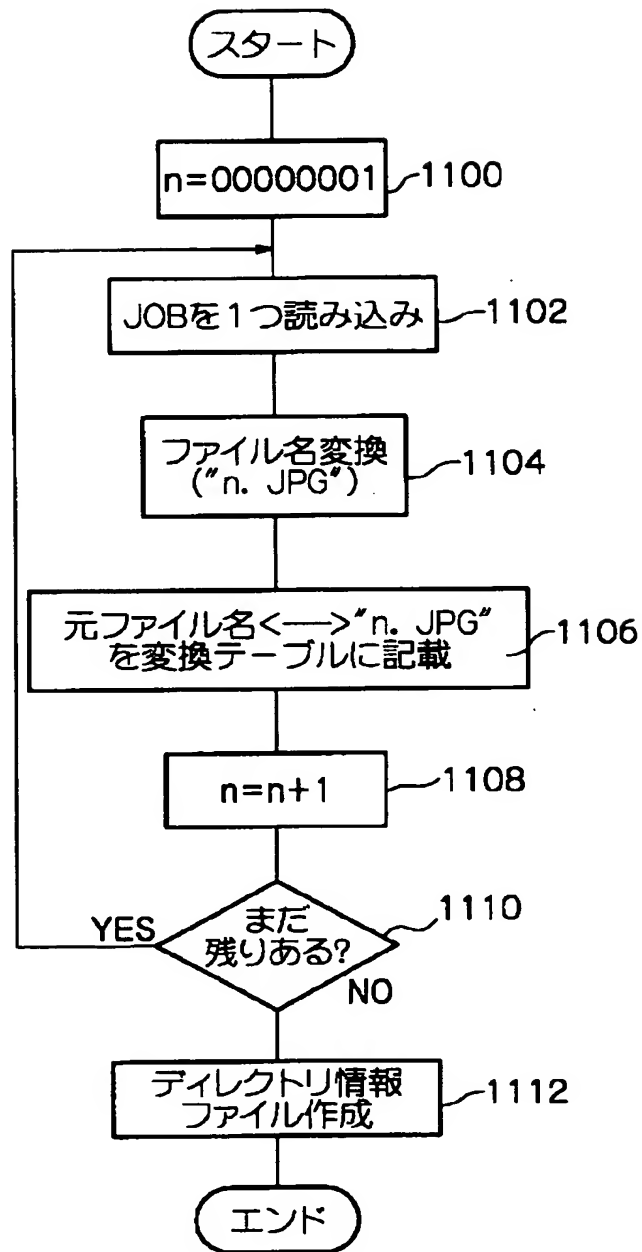 スタート
n=00000001
1100
JOBを1つ読み込み
1102
ファイル名変換
("n. JPG")
1104
元ファイル名<—>"n. JPG"
を変換テーブルに記載
1106
n=n+1
1108
まだ
残りある?
1110
YES
NO
ディレクトリ情報
ファイル作成
1112
エンド